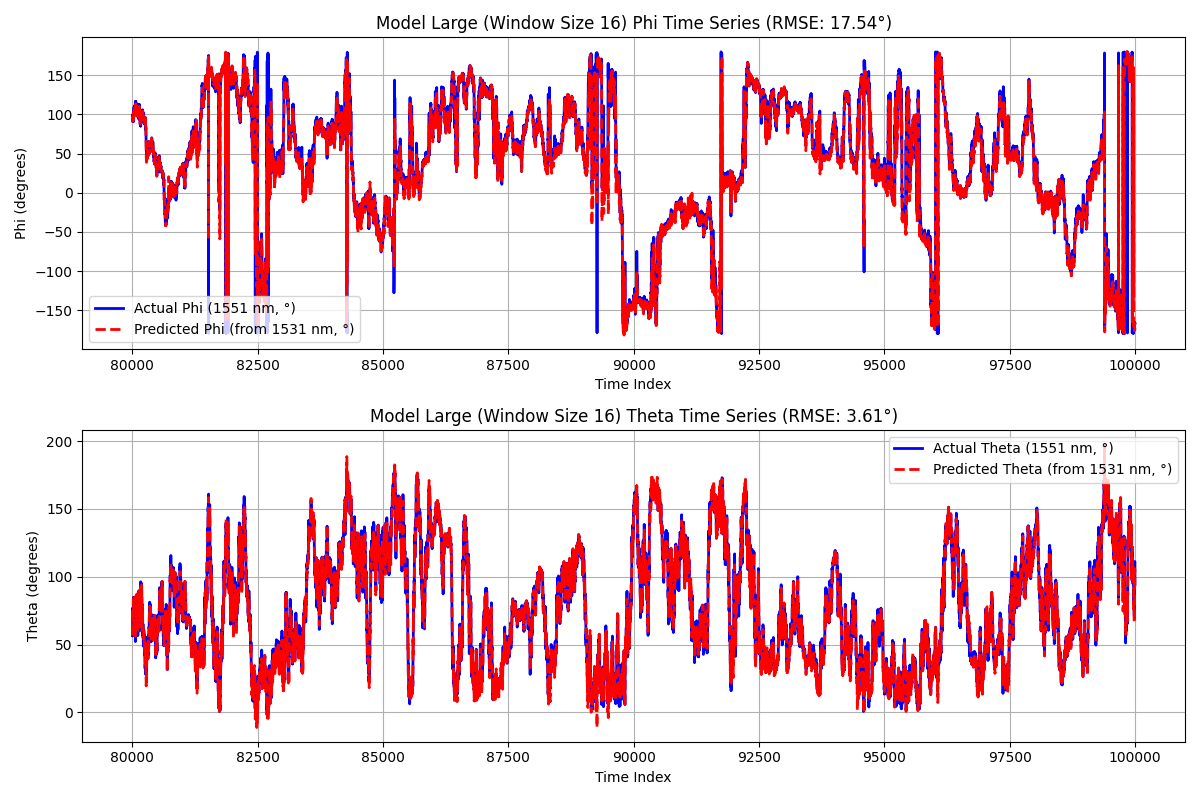 Model Large (Window Size 16) Phi Time Series (RMSE: 17.54°)
Phi (degrees)
150
100
50
0
−50
−100
−150
Actual Phi (1551 nm, °)
Predicted Phi (from 1531 nm, °)
80000 82500 85000 87500 90000 92500 95000 97500 100000
Time Index
Model Large (Window Size 16) Theta Time Series (RMSE: 3.61°)
Theta (degrees)
200
150
100
50
0
Actual Theta (1551 nm, °)
Predicted Theta (from 1531 nm, °)
80000 82500 85000 87500 90000 92500 95000 97500 100000
Time Index